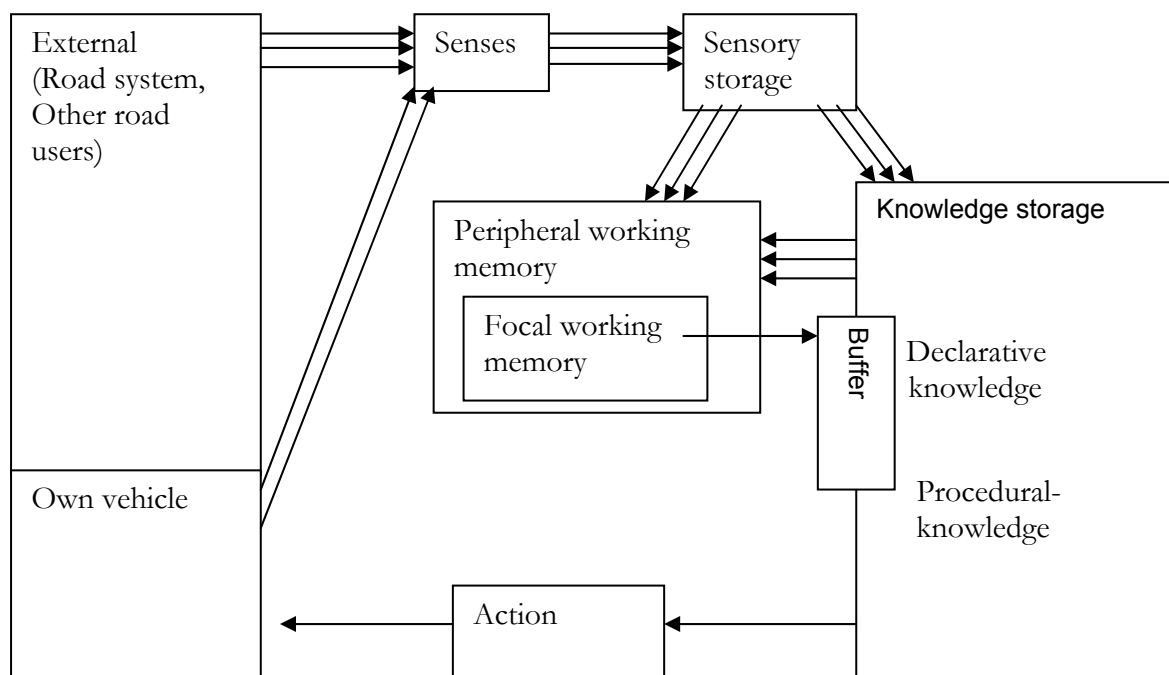 External
(Road system,
Other road
users)
Senses
Sensory
storage
Knowledge storage
Peripheral working
memory
Focal working
memory
Buffer
Declarative
knowledge
Own vehicle
Procedural-
knowledge
Action